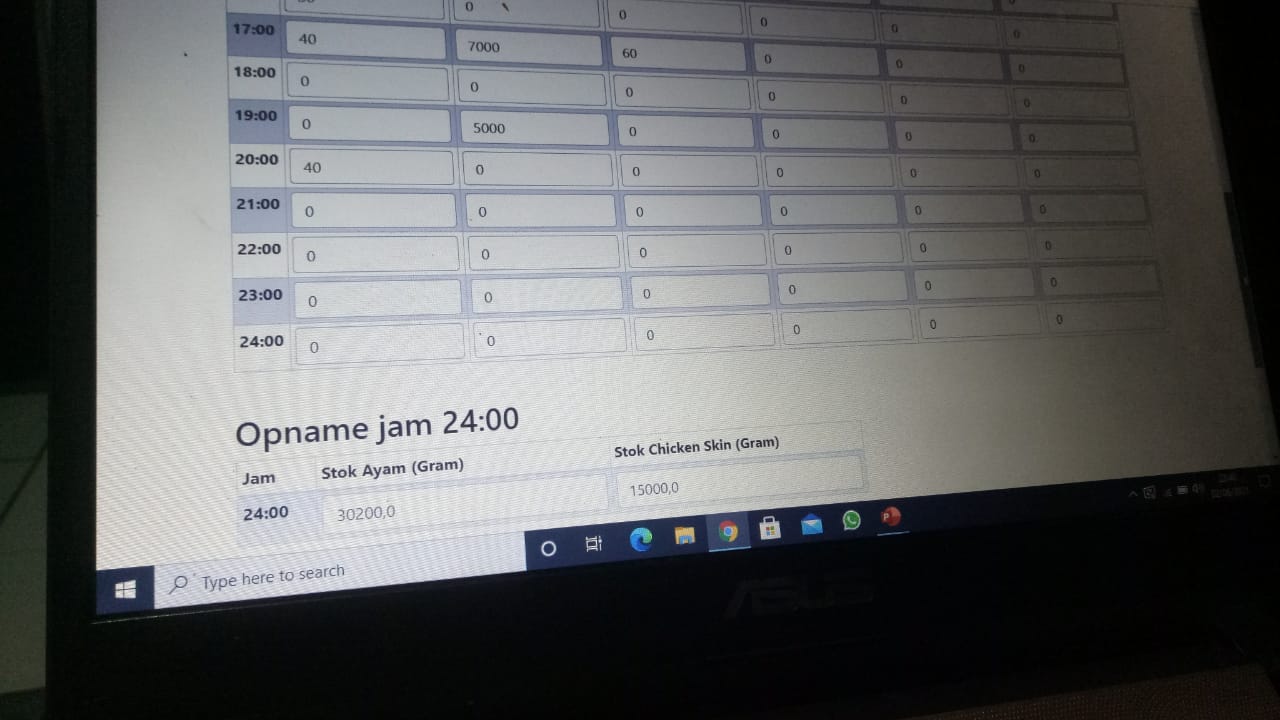 0 0 0 0
17:00 40 7000 60 0 0 0
18:00 0 0 0 0 0 0
19:00 0 5000 0 0 0 0
20:00 40 0 0 0 0 0
21:00 0 0 0 0 0 0
22:00 0 0 0 0 0 0
23:00 0 0 0 0 0 0
24:00 0 0 0 0 0 0
Opname jam 24:00
Jam Stok Ayam (Gram) Stok Chicken Skin (Gram)
24:00 30200,0 15000,0
Type here to search
ASUS